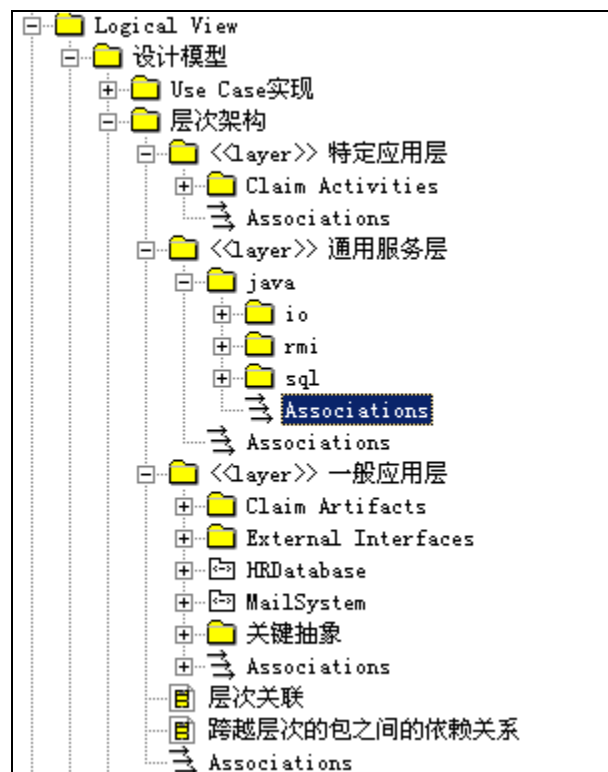 Logical View
设计模型
Use Case实现
层次架构
<<layer>> 特定应用层
Claim Activities
Associations
<<layer>> 通用服务层
java
io
rmi
sql
Associations
Associations
<<layer>> 一般应用层
Claim Artifacts
External Interfaces
HRDatabase
MailSystem
关键抽象
Associations
层次关联
跨越层次的包之间的依赖关系
Associations